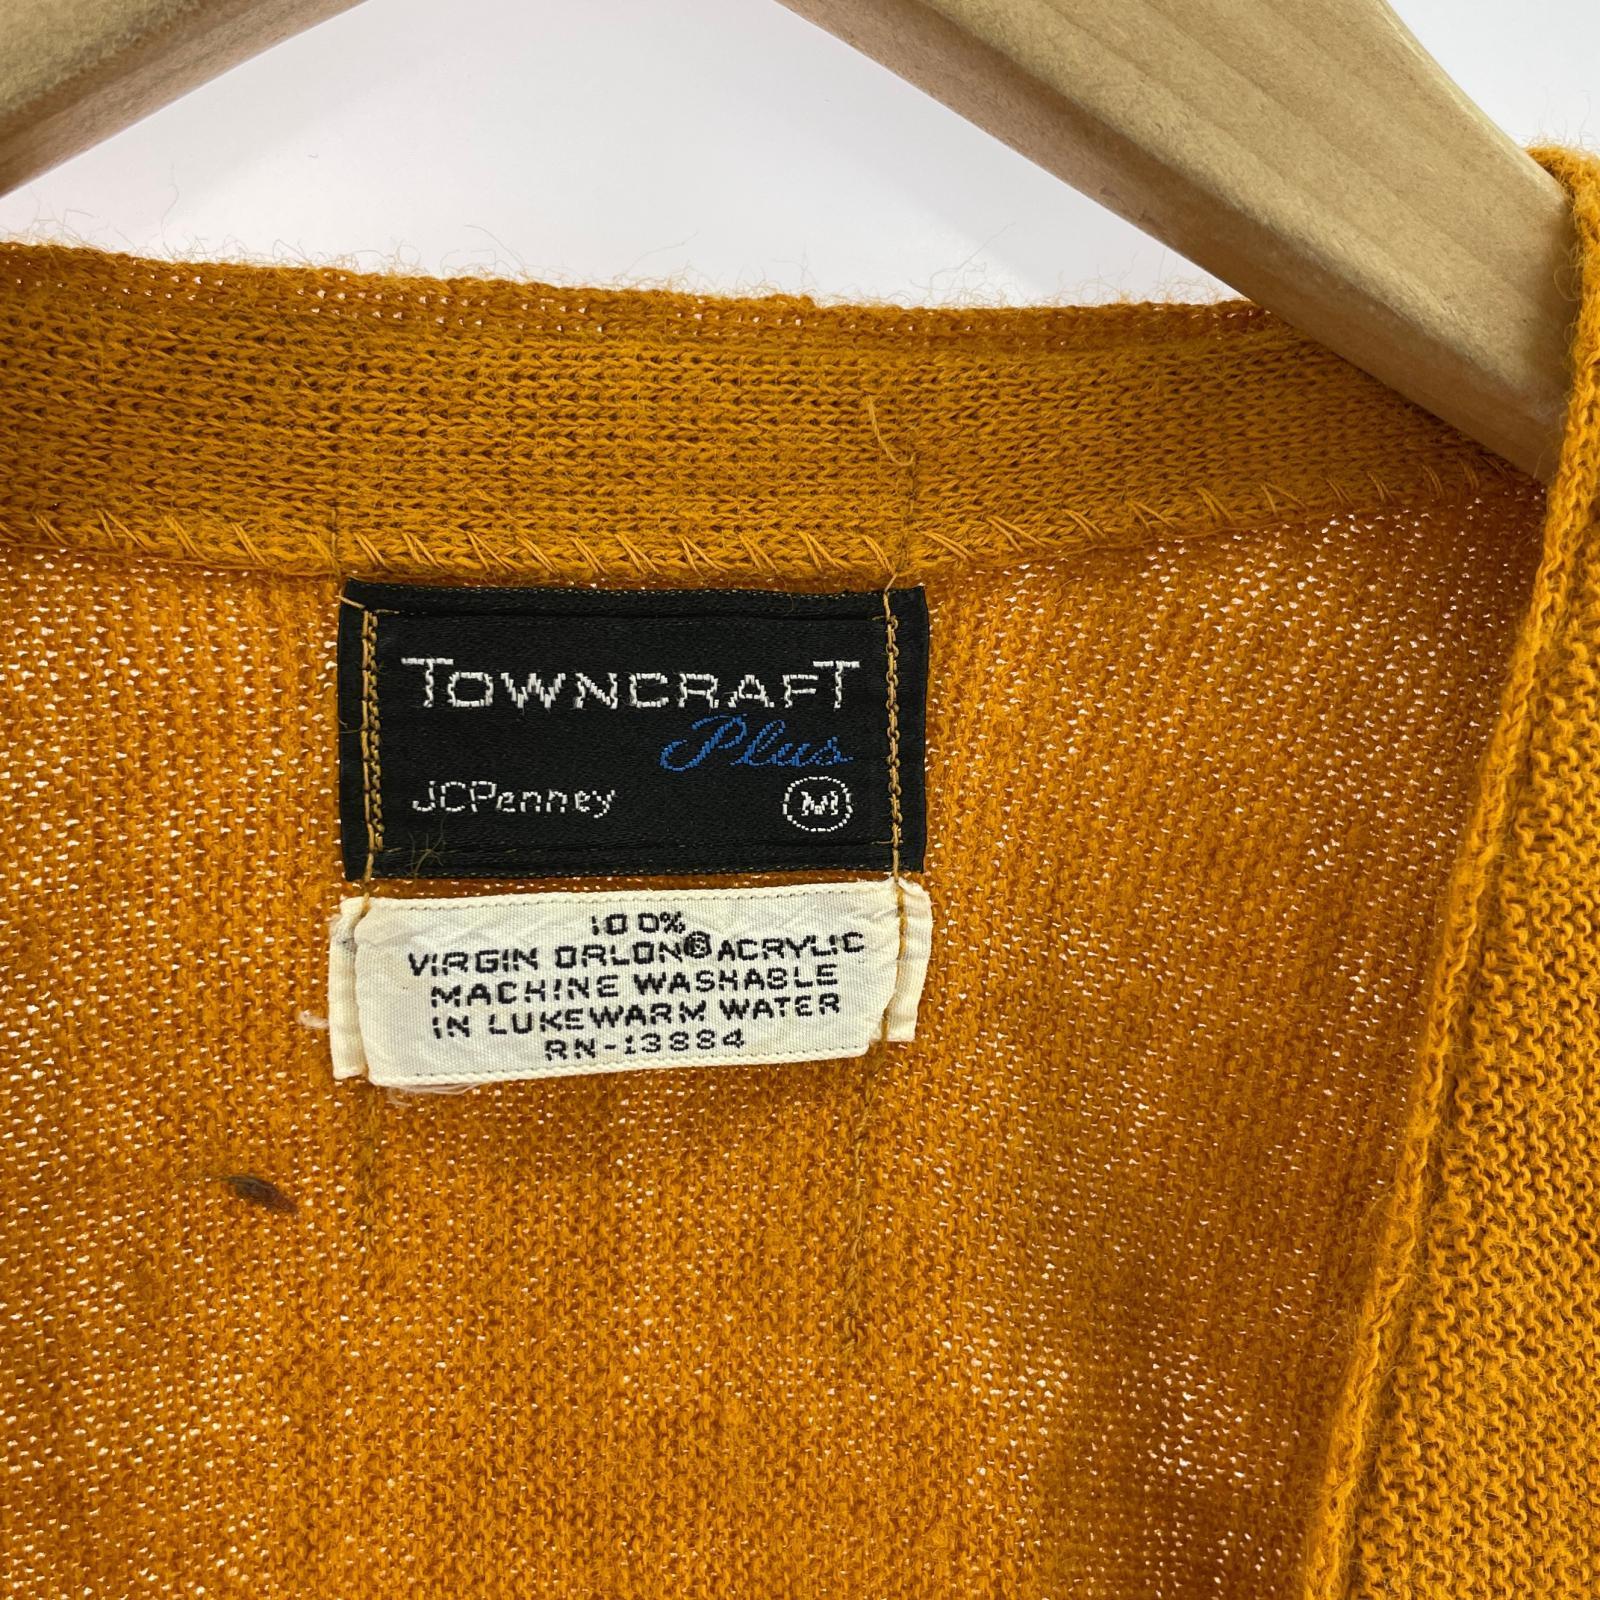 TOWNCRAFT
Plus
JCPenney M
100%
VIRGIN ORLON® ACRYLIC
MACHINE WASHABLE
IN LUKEWARM WATER
RN-13884